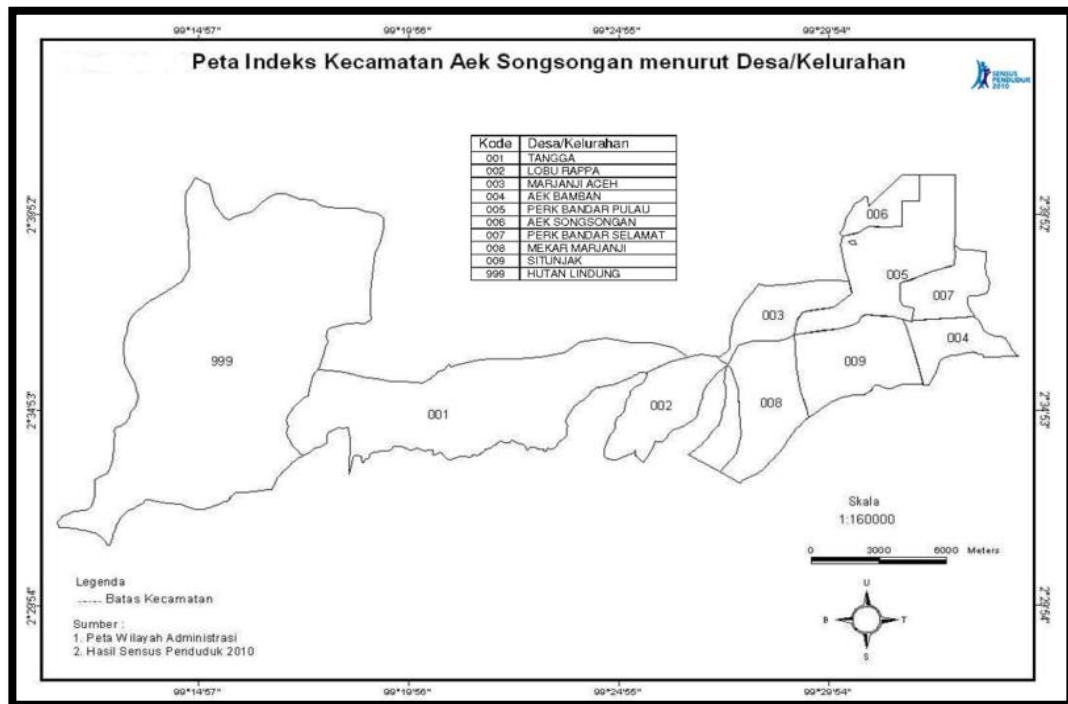 99°14'57" 99°19'56" 99°24'55" 99°29'54"
Peta Indeks Kecamatan Aek Songsongan menurut Desa/Kelurahan
SENSUS
PENDUDUK
2010
Kode Desa/Kelurahan
001 TANGGA
002 LOBU RAPPA
003 MARJANJI ACEH
004 AEK BAMBAN
005 PERK BANDAR PULAU
006 AEK SONGSONGAN
007 PERK BANDAR SELAMAT
008 MEKAR MARJANJI
009 SITUNJAK
999 HUTAN LINDUNG
2°39'52" 2°39'52"
006
005
007
003
004
999
009
002
008
001
2°34'53" 2°34'53"
Skala
1:160000
0 3000 6000 Meters
Legenda
Batas Kecamatan
U
B T
S
2°29'54" 2°29'54"
Sumber :
1. Peta Wilayah Administrasi
2. Hasil Sensus Penduduk 2010
99°14'57" 99°19'56" 99°24'55" 99°29'54"